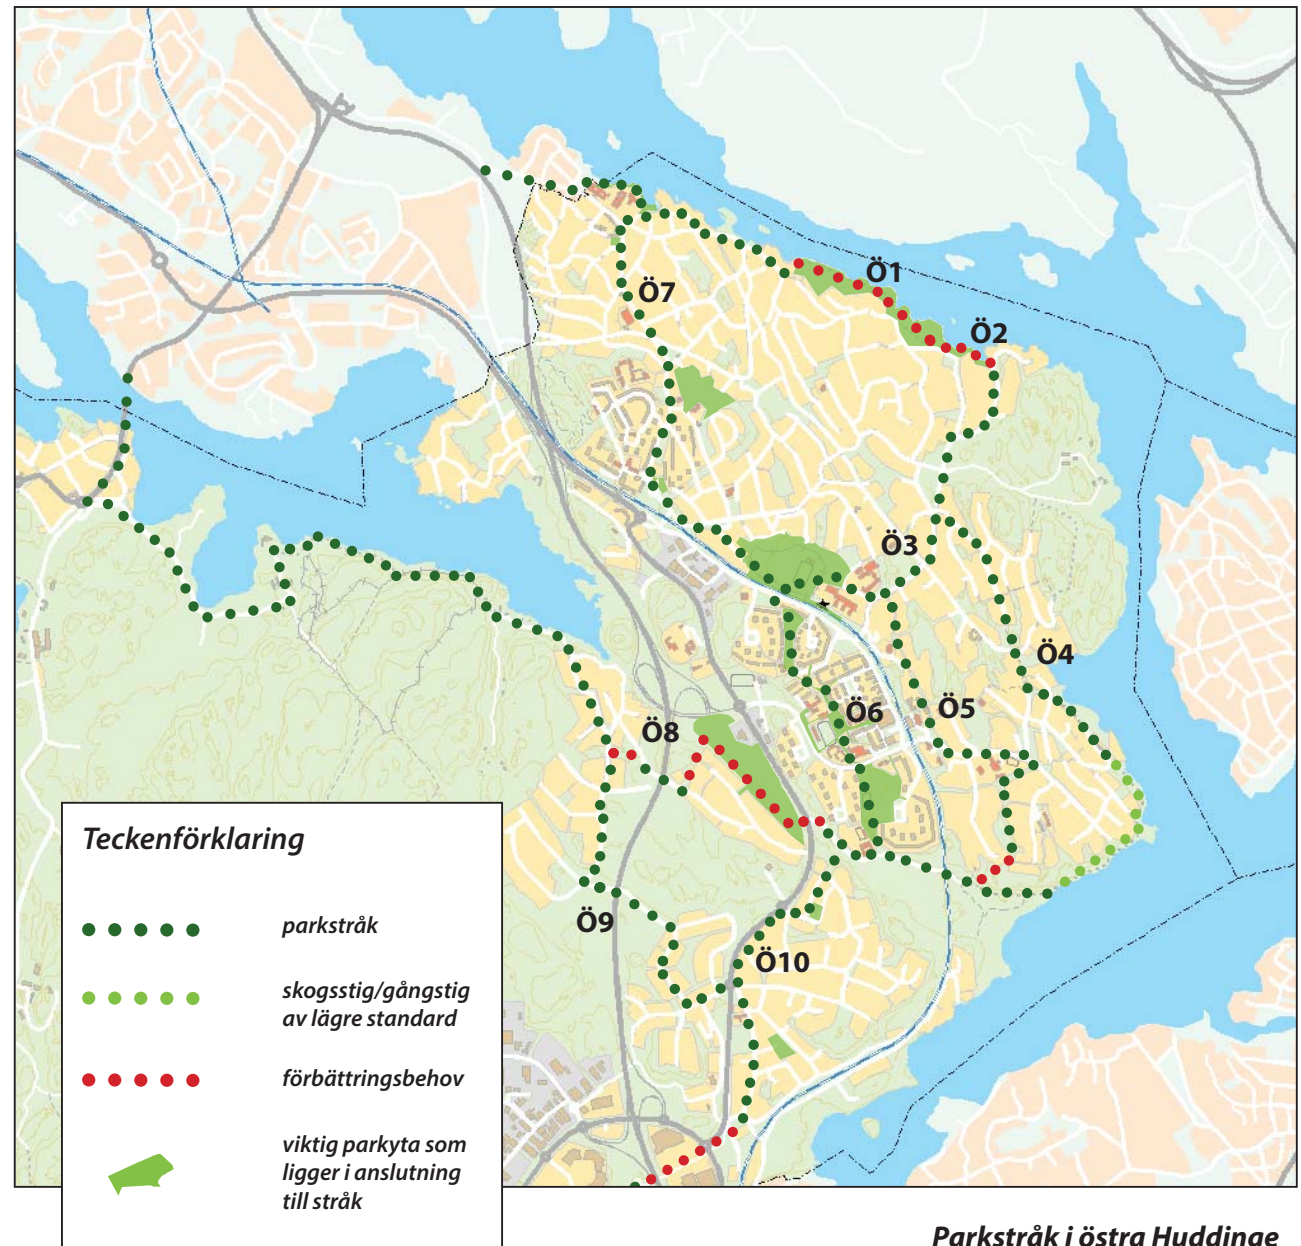 Ö1
Ö7
Ö2
Ö3
Ö4
Ö5
Ö6
Ö8
Ö9
Ö10
Teckenförklaring
parkstråk
skogsstig/gångstig
av lägre standard
förbättringsbehov
viktig parkyta som
ligger i anslutning
till stråk
Parkstråk i östra Huddinge